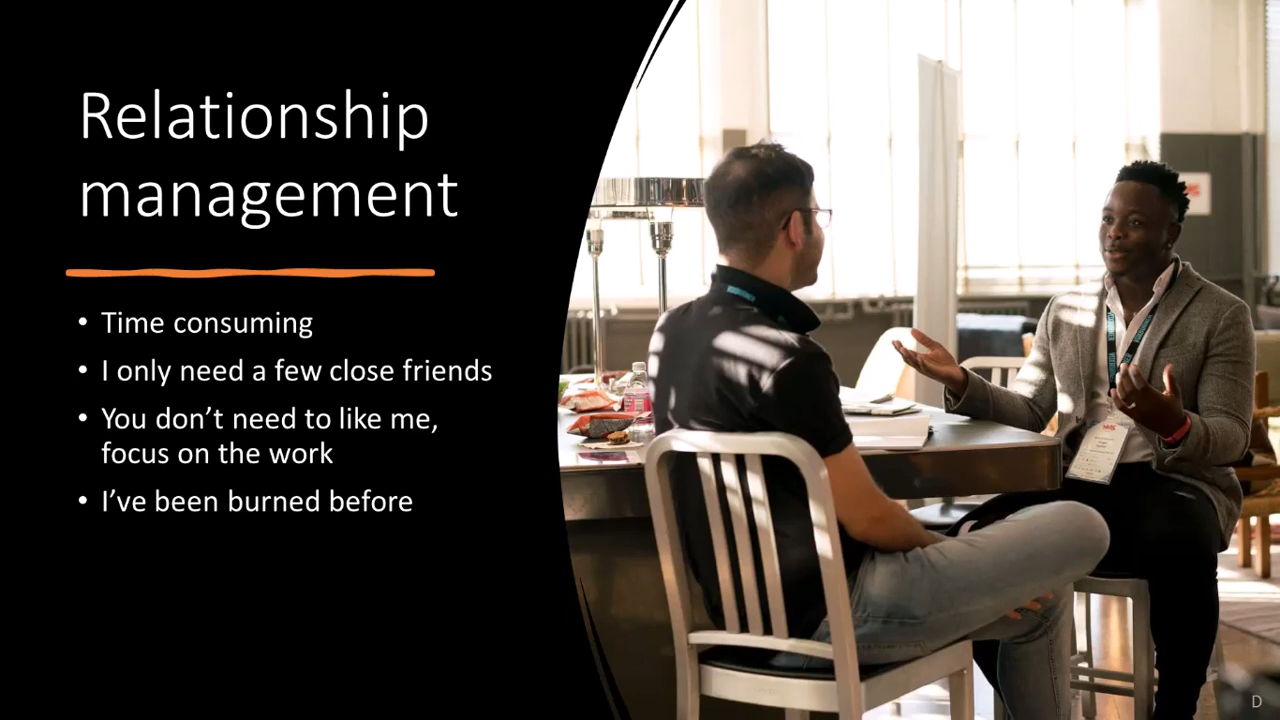 Relationship
management
• Time consuming
• I only need a few close friends
• You don’t need to like me,
focus on the work
• I’ve been burned before
D